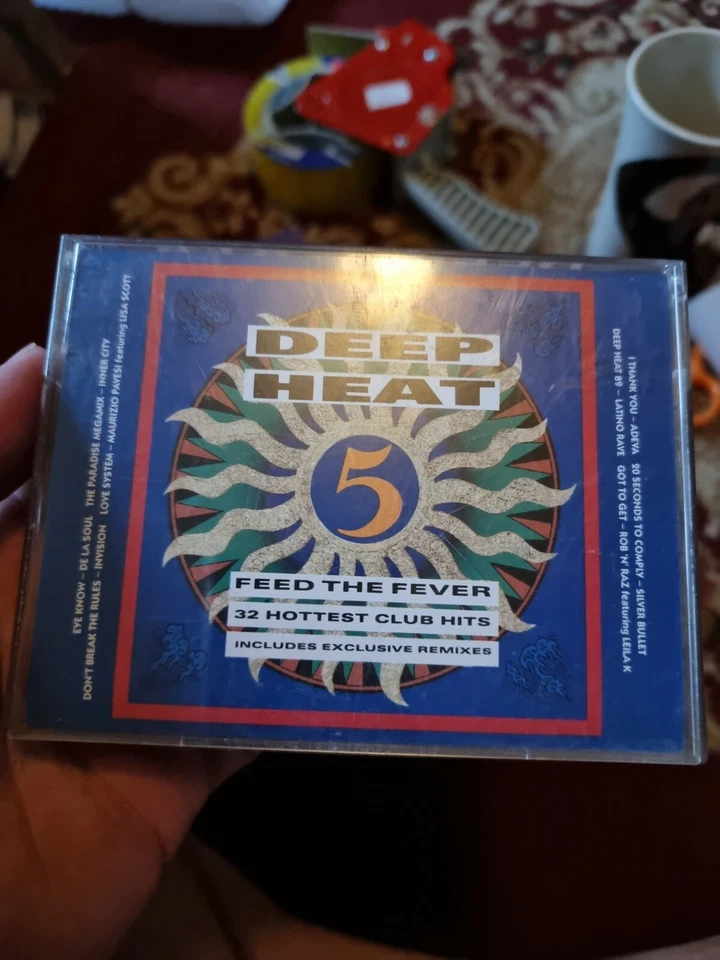 DEEP
HEAT
5
FEED THE FEVER
32 HOTTEST CLUB HITS
INCLUDES EXCLUSIVE REMIXES
EYE KNOW – DE LA SOUL THE PARADISE MEGAMIX – INNER CITY
DON'T BREAK THE RULES – INVISION LOVE SYSTEM – MAURIZIO PAVESI featuring LISA SCOTT
I THANK YOU – ADEVA 20 SECONDS TO COMPLY – SILVER BULLET
DEEP HEAT 89 – LATINO RAVE GOT TO GET – ROB 'N' RAZ featuring LEILA K